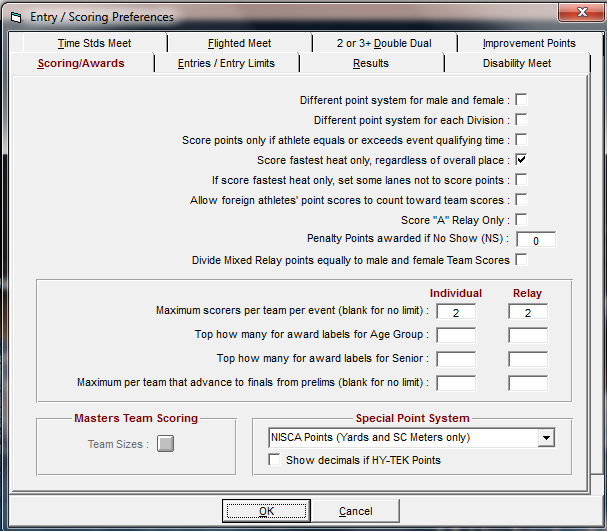 Entry / Scoring Preferences
Time Stds Meet
Flighted Meet
2 or 3+ Double Dual
Improvement Points
Scoring/Awards
Entries / Entry Limits
Results
Disability Meet
Different point system for male and female :
Different point system for each Division :
Score points only if athlete equals or exceeds event qualifying time :
Score fastest heat only, regardless of overall place :
If score fastest heat only, set some lanes not to score points :
Allow foreign athletes' point scores to count toward team scores :
Score "A" Relay Only :
Penalty Points awarded if No Show (NS) : 0
Divide Mixed Relay points equally to male and female Team Scores
Individual Relay
Maximum scorers per team per event (blank for no limit) : 2 2
Top how many for award labels for Age Group :
Top how many for award labels for Senior :
Maximum per team that advance to finals from prelims (blank for no limit) :
Masters Team Scoring
Team Sizes :
Special Point System
NISCA Points (Yards and SC Meters only)
Show decimals if HY-TEK Points
OK
Cancel